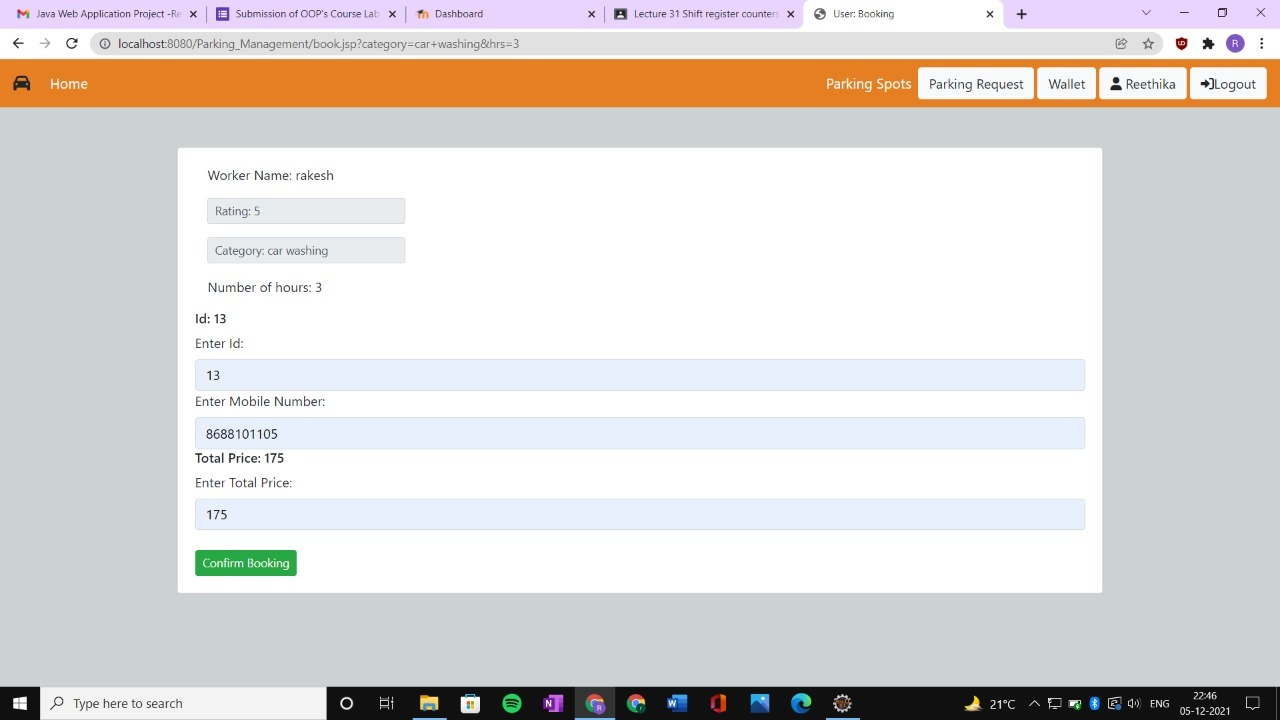 Java Web Application Project -Re
Submission of OOP's Course Lab
Dashboard
Lecture 31 Shift register counters
User: Booking
localhost:8080/Parking_Management/book.jsp?category=car+washing&hrs=3
R
Home
Parking Spots
Parking Request
Wallet
Reethika
Logout
Worker Name: rakesh
Rating: 5
Category: car washing
Number of hours: 3
Id: 13
Enter Id:
13
Enter Mobile Number:
8688101105
Total Price: 175
Enter Total Price:
175
Confirm Booking
Type here to search
21°C
ENG
22:46
05-12-2021